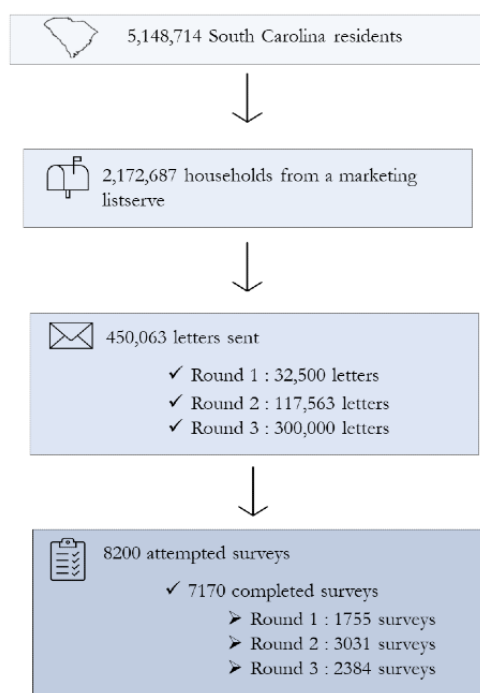 5,148,714 South Carolina residents
2,172,687 households from a marketing
listserve
450,063 letters sent
✓ Round 1 : 32,500 letters
✓ Round 2 : 117,563 letters
✓ Round 3 : 300,000 letters
8200 attempted surveys
✓ 7170 completed surveys
➢ Round 1 : 1755 surveys
➢ Round 2 : 3031 surveys
➢ Round 3 : 2384 surveys